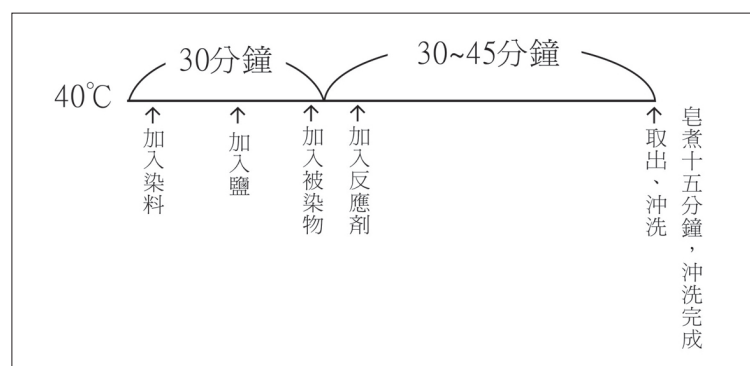 30分鐘
30~45分鐘
40℃
↑加入染料
↑加入鹽
↑加入被染物
↑加入反應劑
↑取出、沖洗
皂煮十五分鐘，沖洗完成